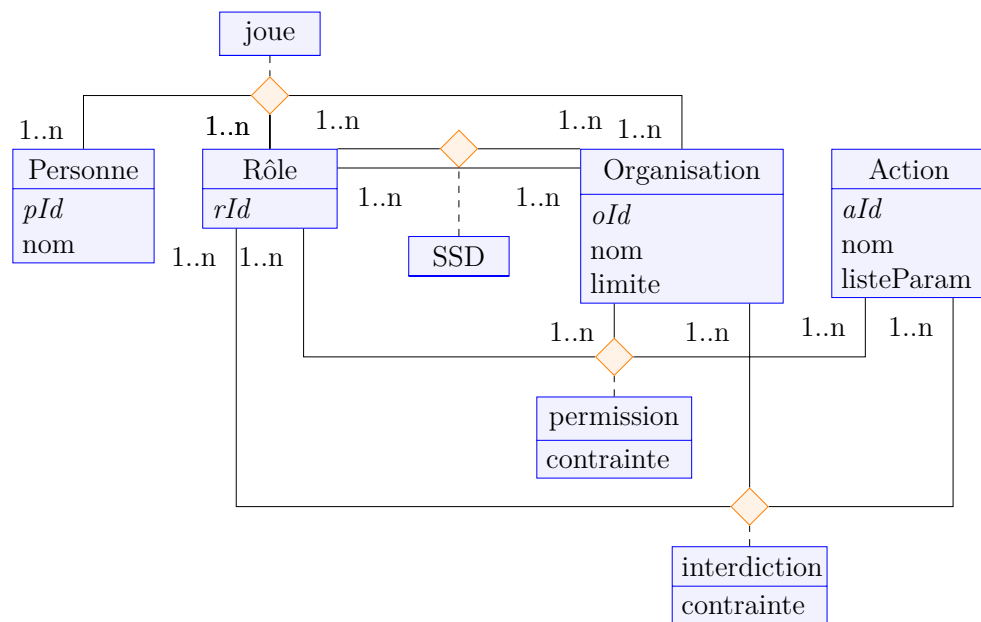 joue
1..n
1..n
1..n
1..n
1..n
Personne
pId
nom
Rôle
rId
Organisation
oId
nom
limite
Action
aId
nom
listeParam
1..n
1..n
SSD
1..n
1..n
1..n
1..n
1..n
1..n
permission
contrainte
interdiction
contrainte